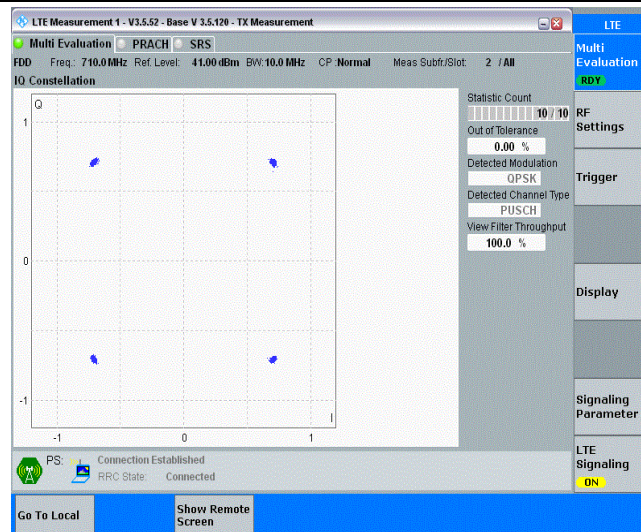 LTE Measurement 1 - V3.5.52 - Base V 3.5.120 - TX Measurement
LTE
Multi Evaluation PRACH SRS
FDD Freq.: 710.0 MHz Ref. Level: 41.00 dBm BW:10.0 MHz CP :Normal Meas Subfr./Slot: 2 / All
IQ Constellation
Q
1
0
-1
-1
0
1
I
Statistic Count
10 / 10
Out of Tolerance
0.00 %
Detected Modulation
QPSK
Detected Channel Type
PUSCH
View Filter Throughput
100.0 %
Multi
Evaluation
RDY
RF
Settings
Trigger
Display
Signaling
Parameter
LTE
Signaling
ON
PS:
Connection Established
RRC State: Connected
Go To Local
Show Remote
Screen